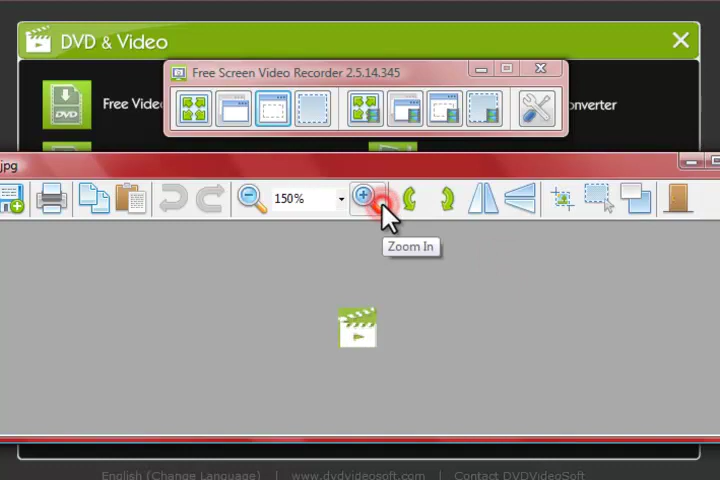 DVD & Video
Free Screen Video Recorder 2.5.14.345
DVD
Free
onverter
jpg
150%
Zoom In
English (Change Language) | www.dvdvideosoft.com | Contact DVDVideoSoft